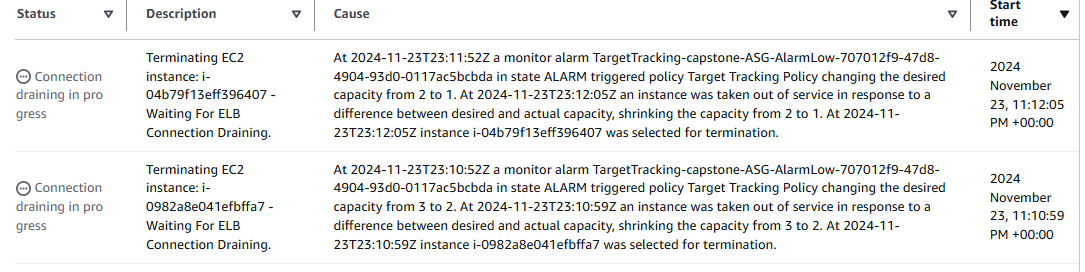 Status
Description
Cause
Start
time
Connection
draining in pro
gress
Terminating EC2
instance: i-
04b79f13eff396407 -
Waiting For ELB
Connection Draining.
At 2024-11-23T23:11:52Z a monitor alarm TargetTracking-capstone-ASG-AlarmLow-707012f9-47d8-
4904-93d0-0117ac5bcbda in state ALARM triggered policy Target Tracking Policy changing the desired
capacity from 2 to 1. At 2024-11-23T23:12:05Z an instance was taken out of service in response to a
difference between desired and actual capacity, shrinking the capacity from 2 to 1. At 2024-11-
23T23:12:05Z instance i-04b79f13eff396407 was selected for termination.
2024
November
23, 11:12:05
PM +00:00
Connection
draining in pro
gress
Terminating EC2
instance: i-
0982a8e041efbffa7 -
Waiting For ELB
Connection Draining.
At 2024-11-23T23:10:52Z a monitor alarm TargetTracking-capstone-ASG-AlarmLow-707012f9-47d8-
4904-93d0-0117ac5bcbda in state ALARM triggered policy Target Tracking Policy changing the desired
capacity from 3 to 2. At 2024-11-23T23:10:59Z an instance was taken out of service in response to a
difference between desired and actual capacity, shrinking the capacity from 3 to 2. At 2024-11-
23T23:10:59Z instance i-0982a8e041efbffa7 was selected for termination.
2024
November
23, 11:10:59
PM +00:00